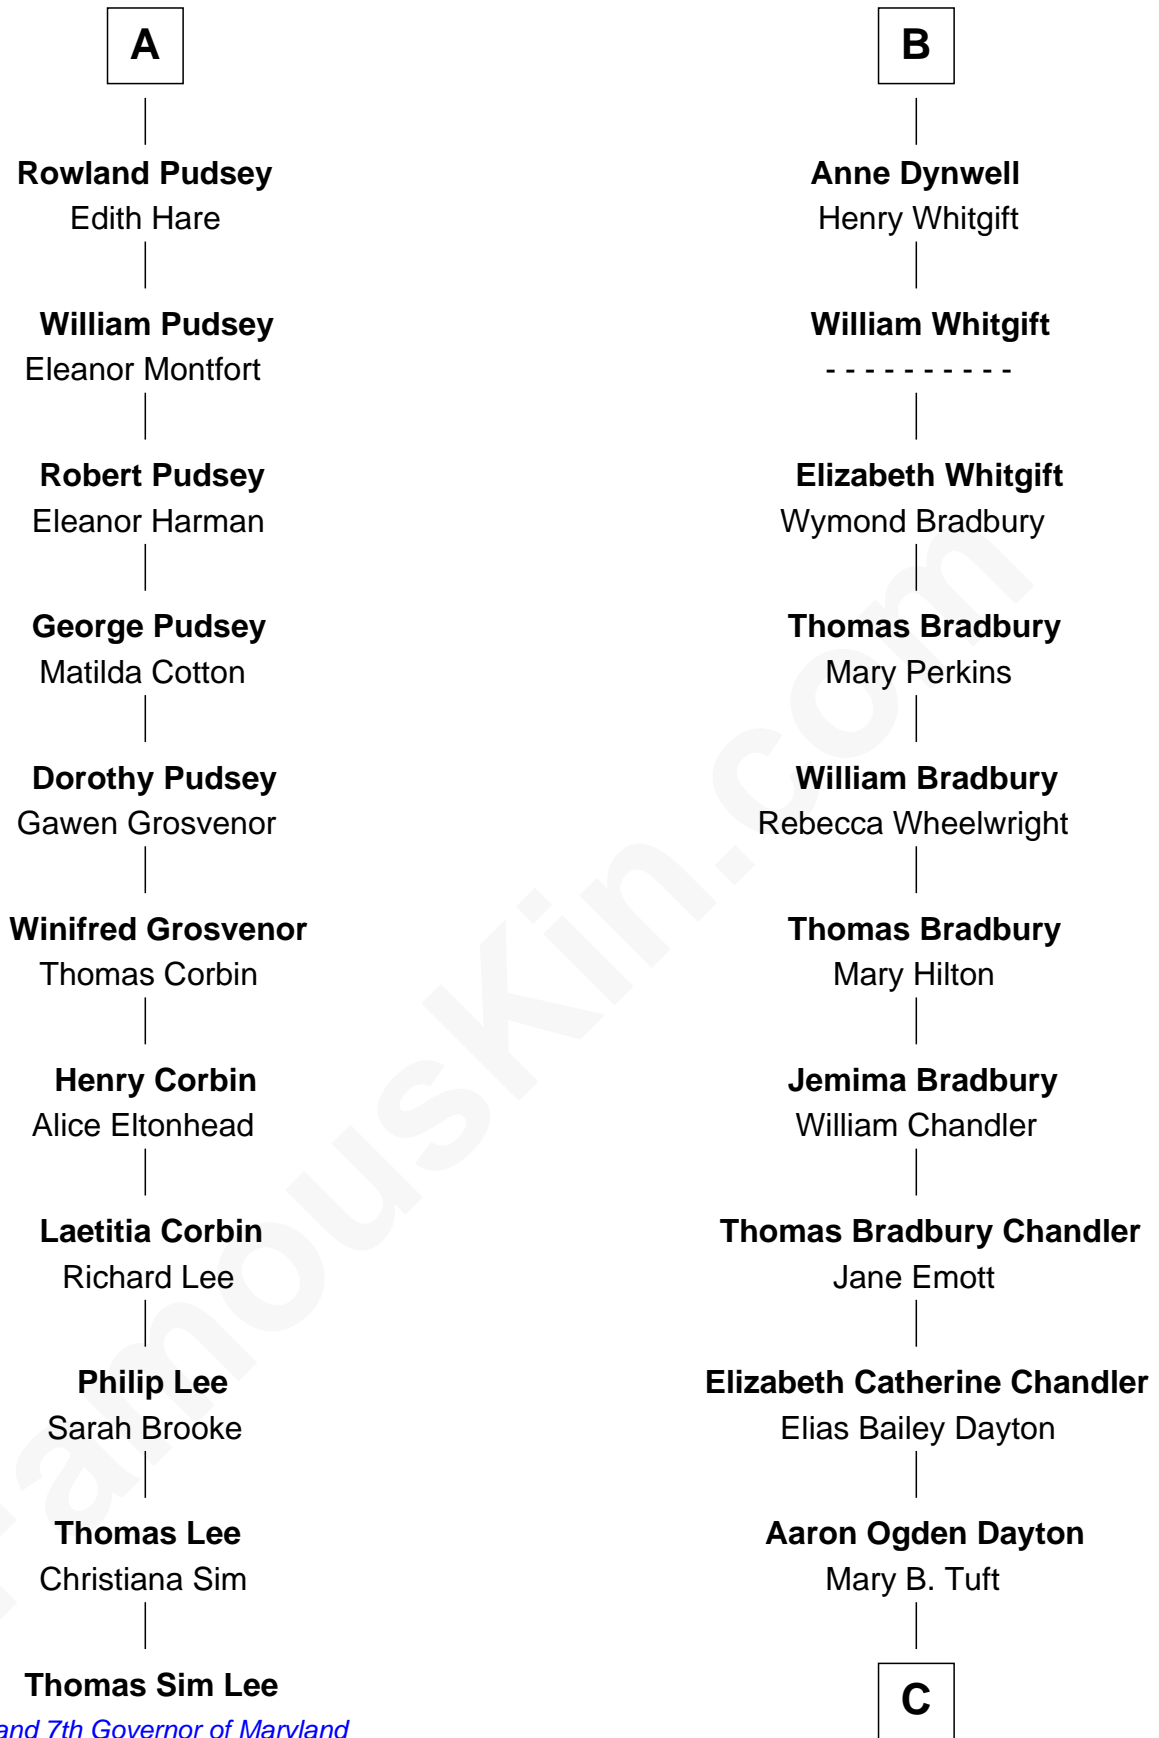 A
Rowland Pudsey
Edith Hare
William Pudsey
Eleanor Montfort
Robert Pudsey
Eleanor Harman
George Pudsey
Matilda Cotton
Dorothy Pudsey
Gawen Grosvenor
Winifred Grosvenor
Thomas Corbin
Henry Corbin
Alice Eltonhead
Laetitia Corbin
Richard Lee
Philip Lee
Sarah Brooke
Thomas Lee
Christiana Sim
Thomas Sim Lee
and 7th Governor of Maryland
B
Anne Dynwell
Henry Whitgift
William Whitgift
- - - - - - - - - -
Elizabeth Whitgift
Wymond Bradbury
Thomas Bradbury
Mary Perkins
William Bradbury
Rebecca Wheelwright
Thomas Bradbury
Mary Hilton
Jemima Bradbury
William Chandler
Thomas Bradbury Chandler
Jane Emott
Elizabeth Catherine Chandler
Elias Bailey Dayton
Aaron Ogden Dayton
Mary B. Tuft
C
FamousKin.com